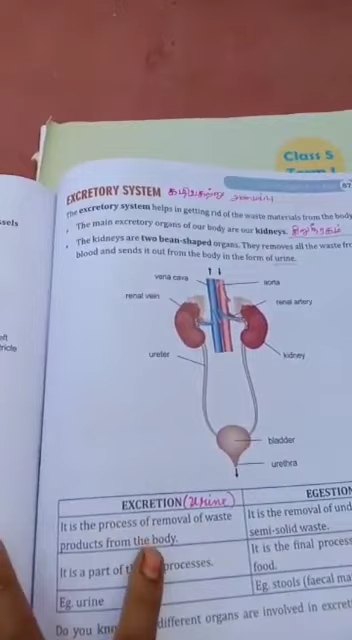 Class 5
Term 1
67
EXCRETORY SYSTEM
The excretory system helps in getting rid of the waste materials from the body
The main excretory organs of our body are our kidneys.
The kidneys are two bean-shaped organs. They removes all the waste
blood and sends it out from the body in the form of urine.
vena cava
aorta
renal vein
renal artery
ureter
kidney
bladder
urethra
EXCRETION (Urine)
EGESTION
It is the process of removal of waste
products from the body.
It is the removal of
semi-solid waste.
It is a part of processes.
It is the final process
food.
Eg. urine
Eg. stools (faecal
Do you different organs are involved in